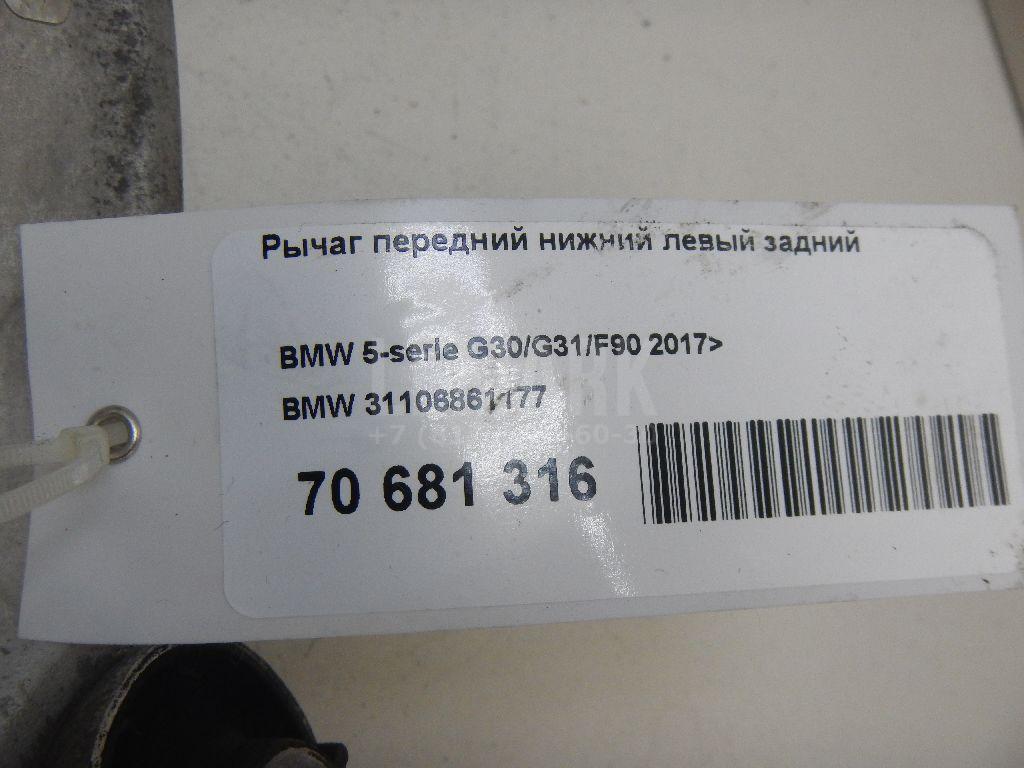 Рычаг передний нижний левый задний
BMW 5-serie G30/G31/F90 2017>
BMW 31106861177
70 681 316